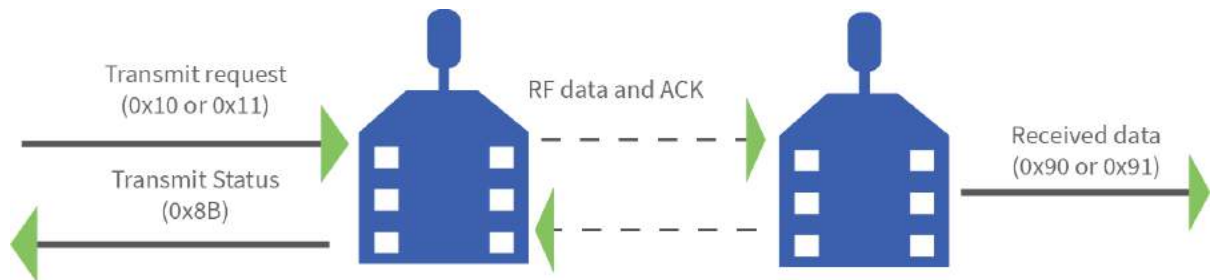 Transmit request
(0x10 or 0x11)
RF data and ACK
Received data
(0x90 or 0x91)
Transmit Status
(0x8B)